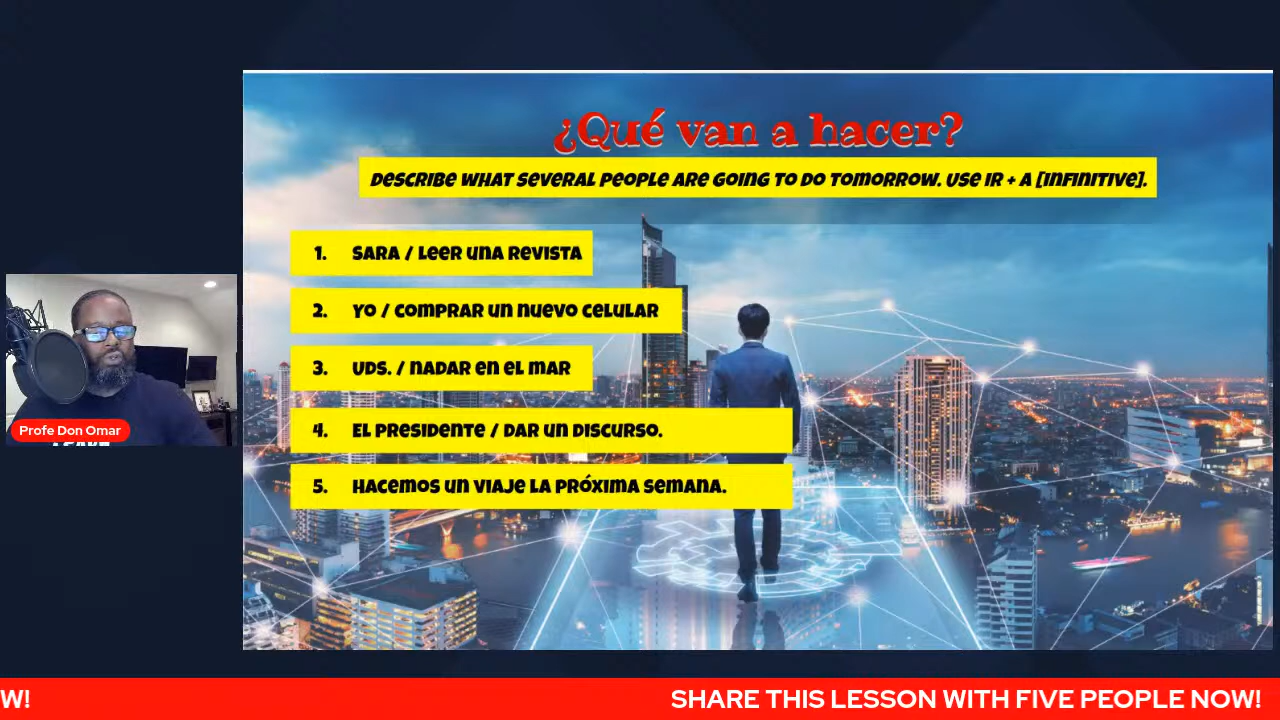 ¿Qué van a hacer?
DESCRIBE WHAT SEVERAL PEOPLE ARE GOING TO DO TOMORROW. USE IR + A [INFINITIVE].
1. SARA / LEER UNA REVISTA
2. YO / COMPRAR UN NUEVO CELULAR
3. UDS. / NADAR EN EL MAR
4. EL PRESIDENTE / DAR UN DISCURSO.
5. HACEMOS UN VIAJE LA PRÓXIMA SEMANA.
Profe Don Omar
W! SHARE THIS LESSON WITH FIVE PEOPLE NOW!